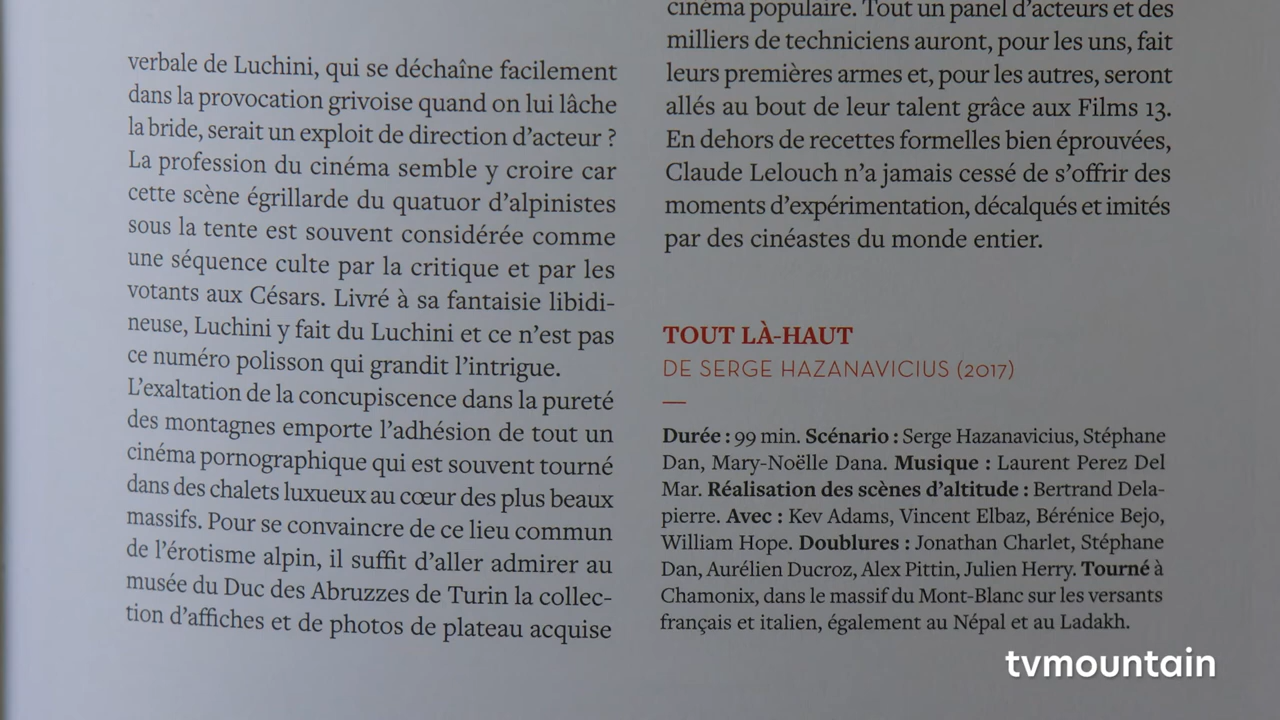 verbale de Luchini, qui se déchaîne facilement
dans la provocation grivoise quand on lui lâche
la bride, serait un exploit de direction d'acteur ?
La profession du cinéma semble y croire car
cette scène égrillarde du quatuor d'alpinistes
sous la tente est souvent considérée comme
une séquence culte par la critique et par les
votants aux Césars. Livré à sa fantaisie libidi-
neuse, Luchini y fait du Luchini et ce n'est pas
ce numéro polisson qui grandit l'intrigue.
L'exaltation de la concupiscence dans la pureté
des montagnes emporte l'adhésion de tout un
cinéma pornographique qui est souvent tourné
dans des chalets luxueux au cœur des plus beaux
massifs. Pour se convaincre de ce lieu commun
de l'érotisme alpin, il suffit d'aller admirer au
musée du Duc des Abruzzes de Turin la collec-
tion d'affiches et de photos de plateau acquise
cinéma populaire. Tout un panel d'acteurs et des
milliers de techniciens auront, pour les uns, fait
leurs premières armes et, pour les autres, seront
allés au bout de leur talent grâce aux Films 13.
En dehors de recettes formelles bien éprouvées,
Claude Lelouch n'a jamais cessé de s'offrir des
moments d'expérimentation, décalqués et imités
par des cinéastes du monde entier.
TOUT LÀ-HAUT
DE SERGE HAZANAVICIUS (2017)
Durée : 99 min. Scénario : Serge Hazanavicius, Stéphane
Dan, Mary-Noëlle Dana. Musique : Laurent Perez Del
Mar. Réalisation des scènes d'altitude : Bertrand Dela-
pierre. Avec : Kev Adams, Vincent Elbaz, Bérénice Bejo,
William Hope. Doublures : Jonathan Charlet, Stéphane
Dan, Aurélien Ducroz, Alex Pittin, Julien Herry. Tourné à
Chamonix, dans le massif du Mont-Blanc sur les versants
français et italien, également au Népal et au Ladakh.
tvmountain